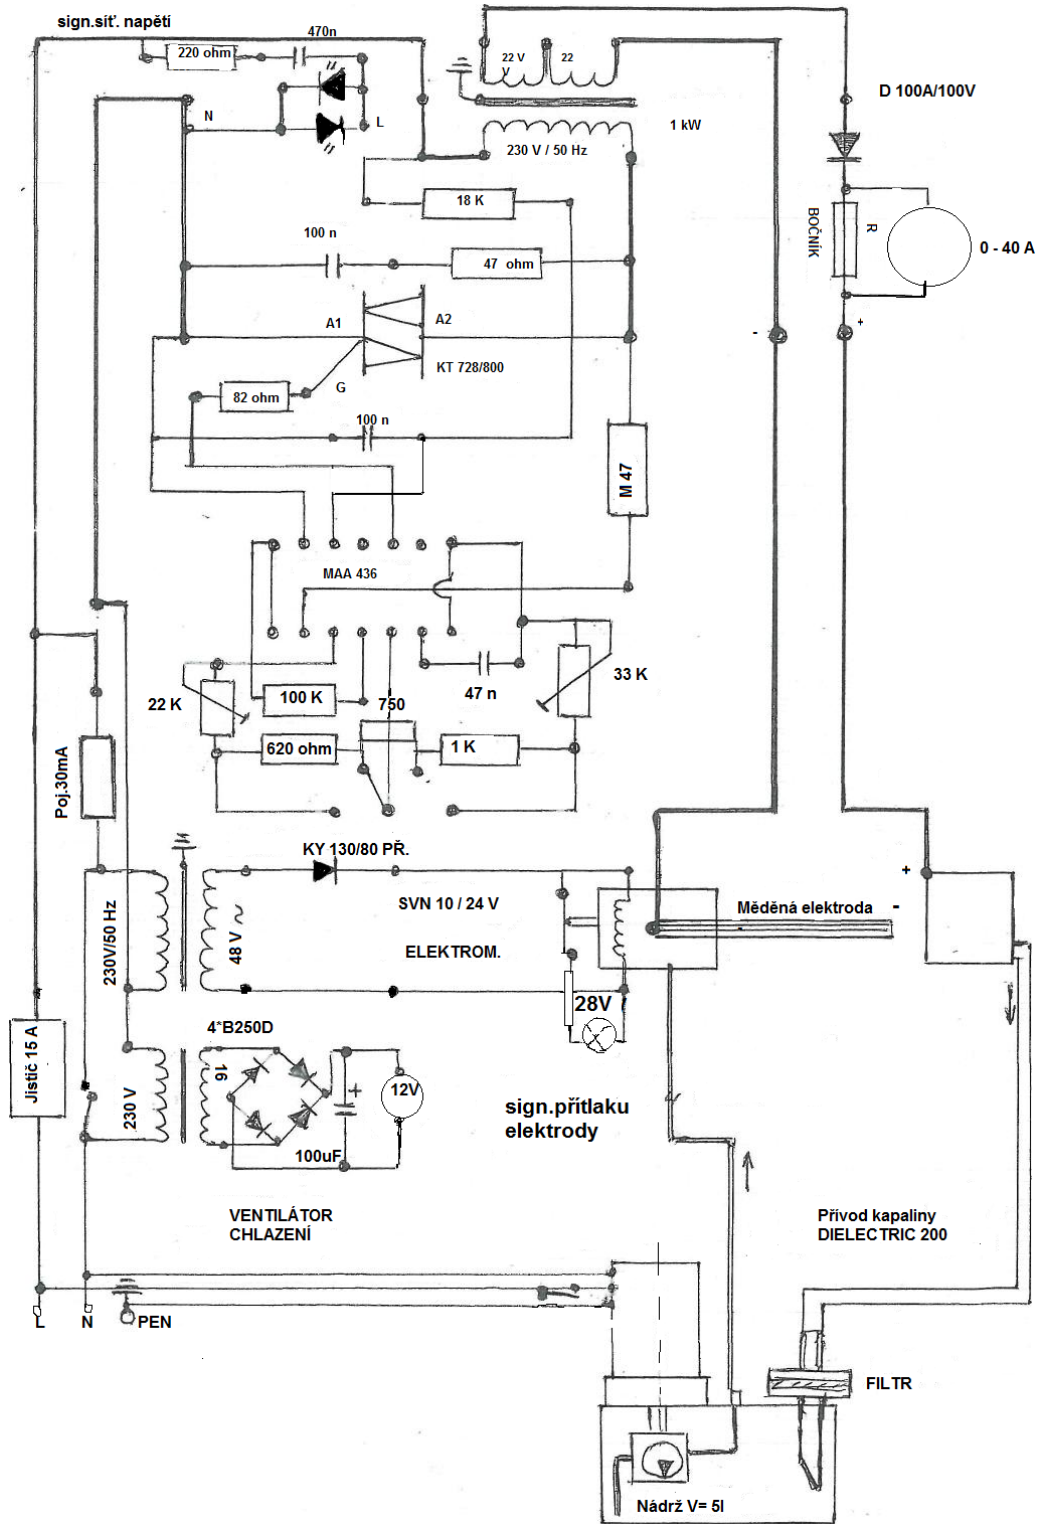 sign.síť. napětí
470n
220 ohm
22 V
V
22
D 100A/100V
N
L
1 kW
230 V / 50 Hz
18 K
BOČNÍK
R
0 - 40 A
100 n
47 ohm
A1
A2
-
+
KT 728/800
G
82 ohm
100 n
M 47
MAA 436
22 K
100 K
750
47 n
33 K
620 ohm
1 K
Poj.30mA
KY 130/80 PŘ.
+
230V/50 Hz
48 V
SVN 10 / 24 V
Měděná elektroda
-
-
ELEKTROM.
28V
4*B250D
Jistič 15 A
230 V
16
+
12V
sign.přítlaku
elektrody
100uF
VENTILÁTOR
CHLAZENÍ
Přívod kapaliny
DIELECTRIC 200
L
N
PEN
FILTR
Nádrž V= 5l